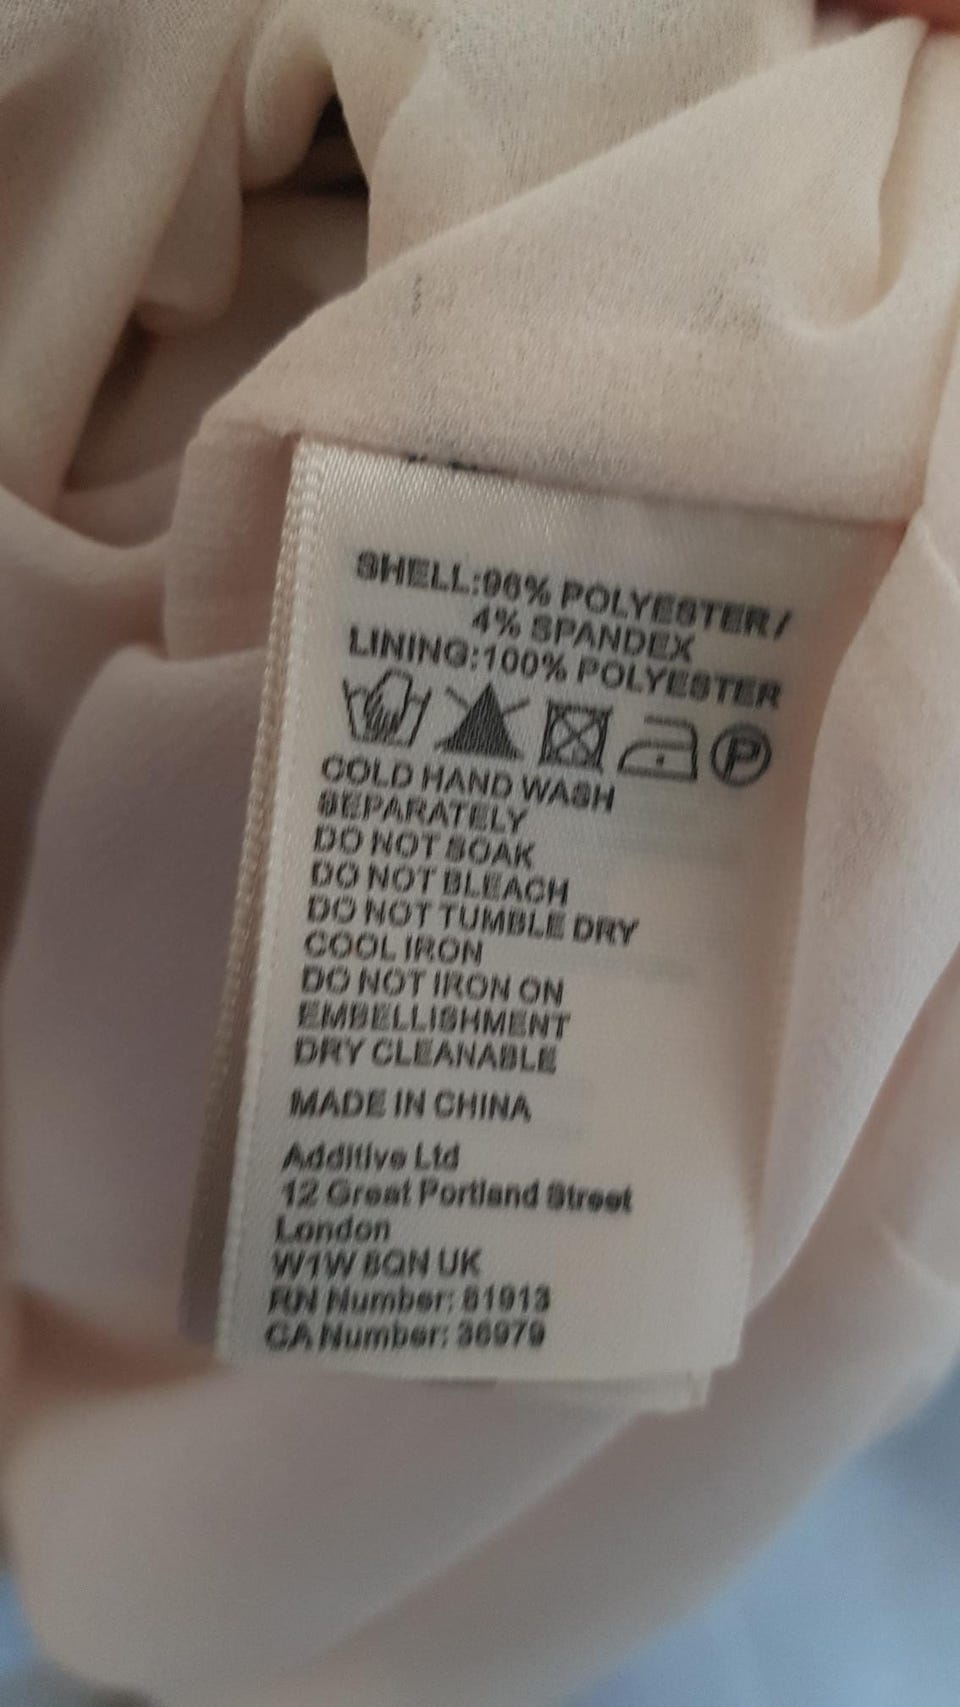 SHELL:96% POLYESTER/
4% SPANDEX
LINING:100% POLYESTER
P
COLD HAND WASH
SEPARATELY
DO NOT SOAK
DO NOT BLEACH
DO NOT TUMBLE DRY
COOL IRON
DO NOT IRON ON
EMBELLISHMENT
DRY CLEANABLE
MADE IN CHINA
Additive Ltd
12 Great Portland Street
London
W1W 8QN UK
RN Number: 81913
CA Number: 36979